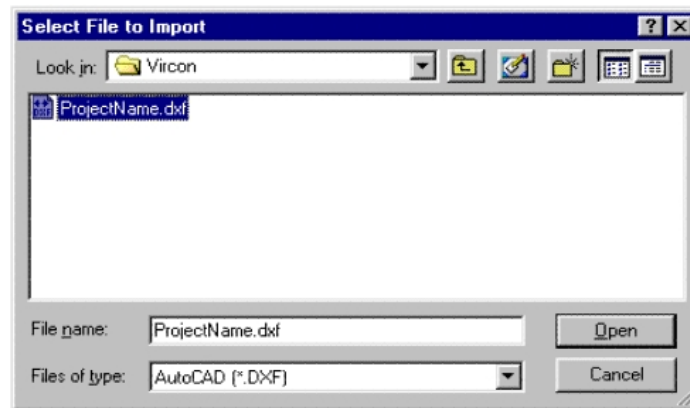 Select File to Import
Look in: Vircon
ProjectName.dxf
File name: ProjectName.dxf Open
Files of type: AutoCAD (*.DXF) Cancel